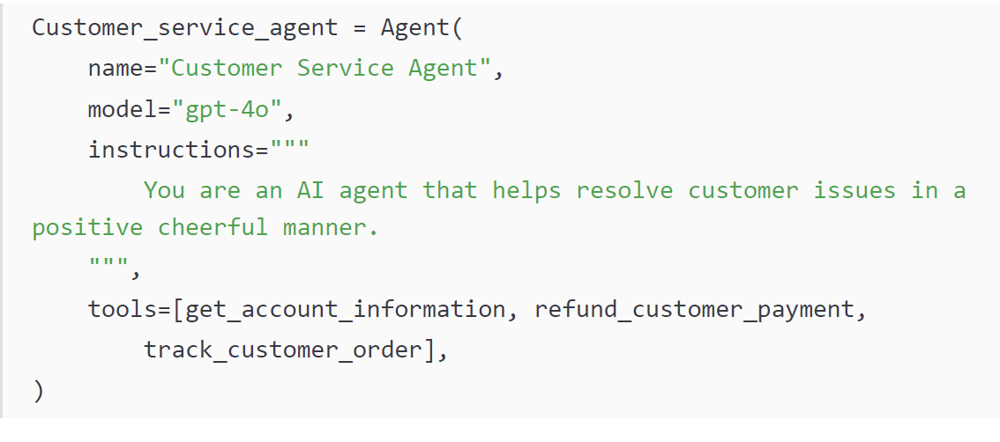 Customer_service_agent = Agent(
    name="Customer Service Agent",
    model="gpt-4o",
    instructions="""
        You are an AI agent that helps resolve customer issues in a
positive cheerful manner.
    """,
    tools=[get_account_information, refund_customer_payment,
        track_customer_order],
)